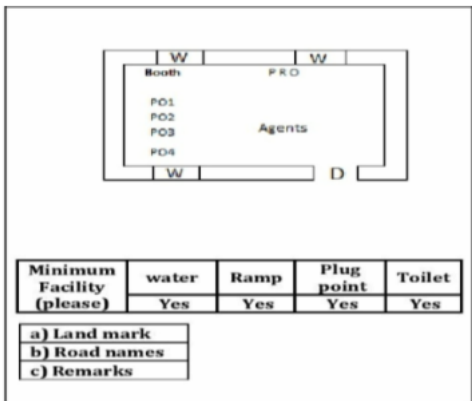 W W
Booth PRO
PO1
PO2
PO3
Agents
PO4
W D
Minimum Facility (please) water Ramp Plug point Toilet
Yes Yes Yes Yes
a) Land mark
b) Road names
c) Remarks